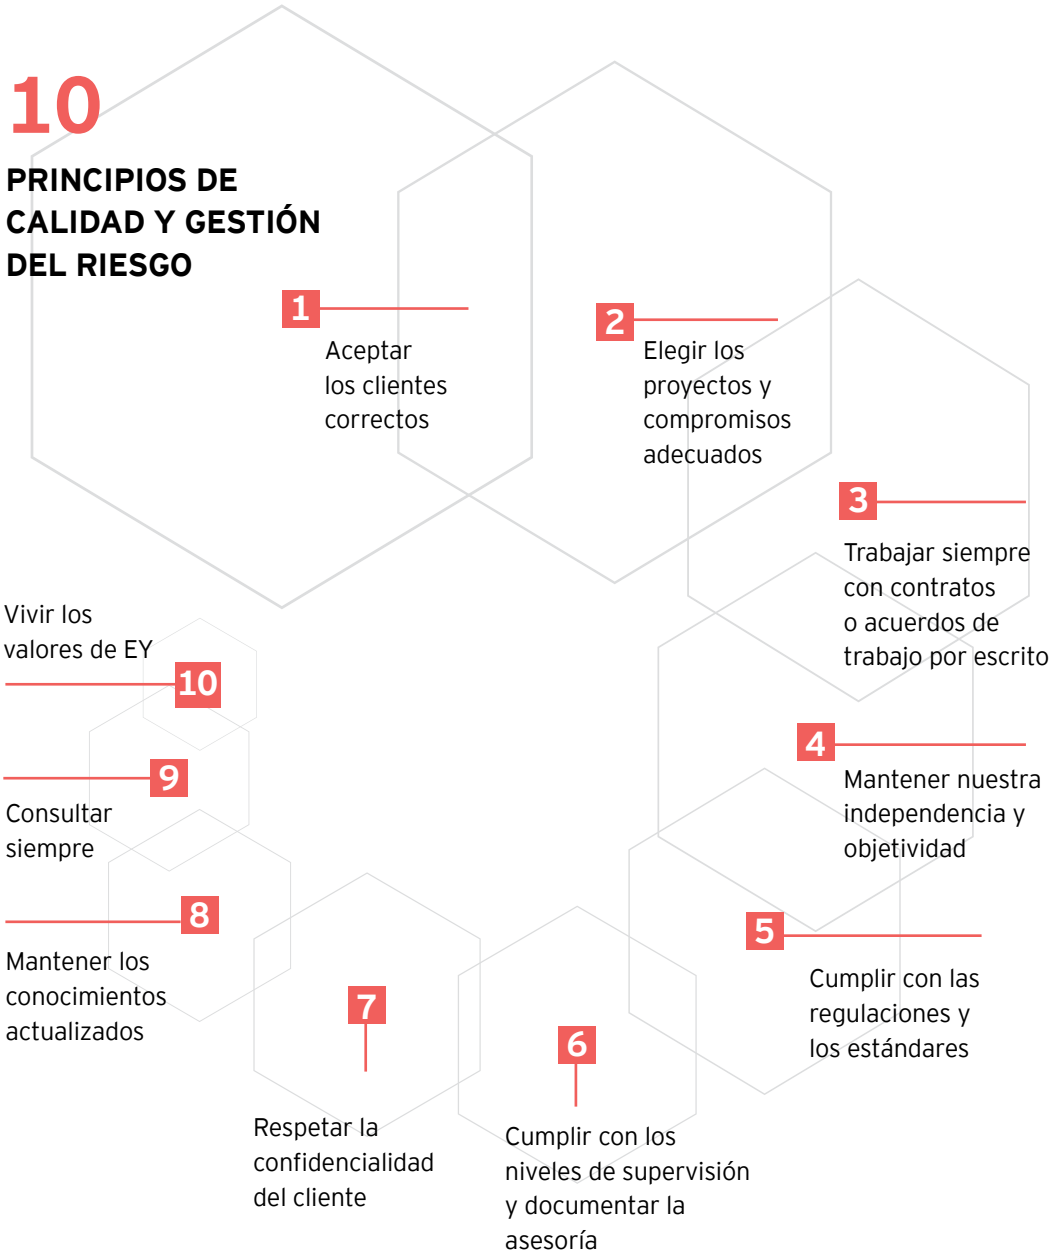 10
PRINCIPIOS DE
CALIDAD Y GESTIÓN
DEL RIESGO
1
Aceptar
los clientes
correctos
2
Elegir los
proyectos y
compromisos
adecuados
3
Trabajar siempre
con contratos
o acuerdos de
trabajo por escrito
4
Mantener nuestra
independencia y
objetividad
5
Cumplir con las
regulaciones y
los estándares
6
Cumplir con los
niveles de supervisión
y documentar la
asesoría
7
Respetar la
confidencialidad
del cliente
8
Mantener los
conocimientos
actualizados
9
Consultar
siempre
10
Vivir los
valores de EY